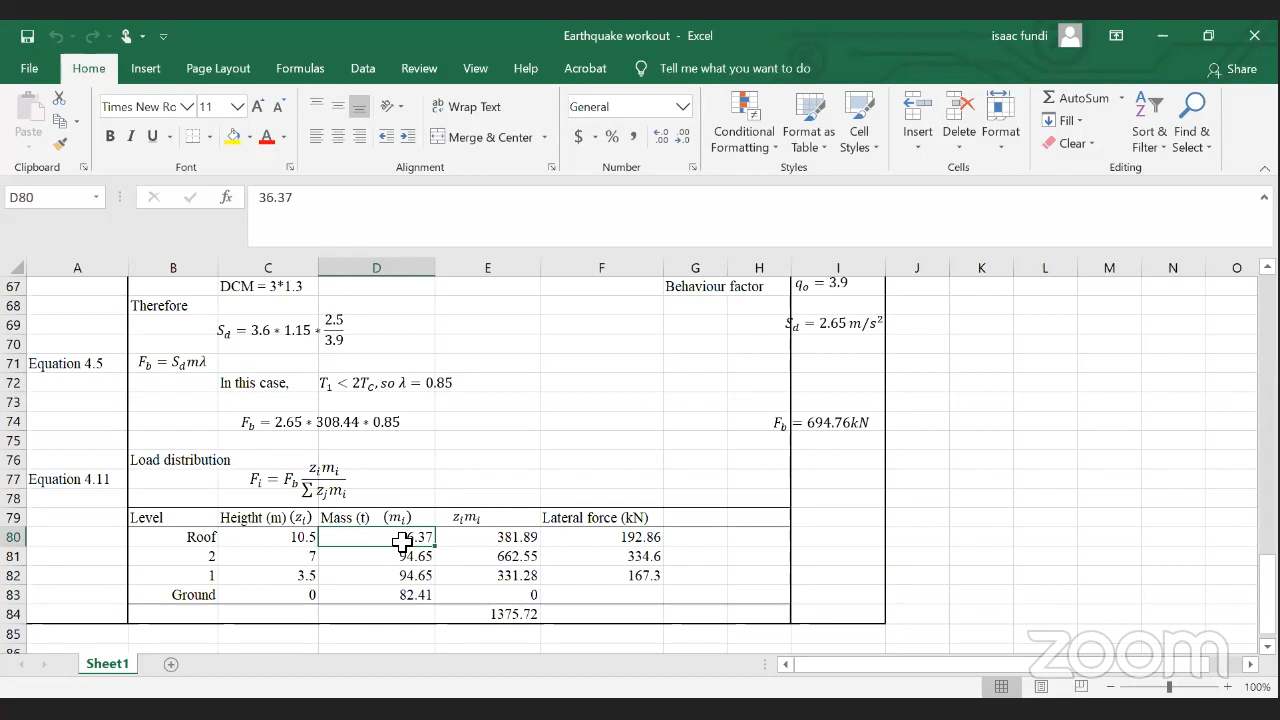 Earthquake workout - Excel
isaac fundi
File Home Insert Page Layout Formulas Data Review View Help Acrobat Tell me what you want to do Share
Paste
Times New Ro 11
B I U
Wrap Text
Merge & Center
General
$ % ,
Conditional Formatting
Format as Table
Cell Styles
Insert
Delete
Format
AutoSum
Fill
Clear
Sort & Filter
Find & Select
Clipboard Font Alignment Number Styles Cells Editing
D80 fx 36.37
A B C D E F G H I J K L M N O
67 DCM = 3*1.3 Behaviour factor q_o = 3.9
68 Therefore
69 S_d = 3.6 * 1.15 * 2.5/3.9 S_d = 2.65 m/s²
70
71 Equation 4.5 F_b = S_d mλ
72 In this case, T_1 < 2T_C, so λ = 0.85
73
74 F_b = 2.65 * 308.44 * 0.85 F_b = 694.76kN
75
76 Load distribution
77 Equation 4.11 F_i = F_b z_i m_i / ∑ z_j m_i
78
79 Level Heigtht (m) (z_i) Mass (t) (m_i) z_i m_i Lateral force (kN)
80 Roof 10.5 6.37 381.89 192.86
81 2 7 94.65 662.55 334.6
82 1 3.5 94.65 331.28 167.3
83 Ground 0 82.41 0
84 1375.72
85
86
Sheet1
zoom
100%